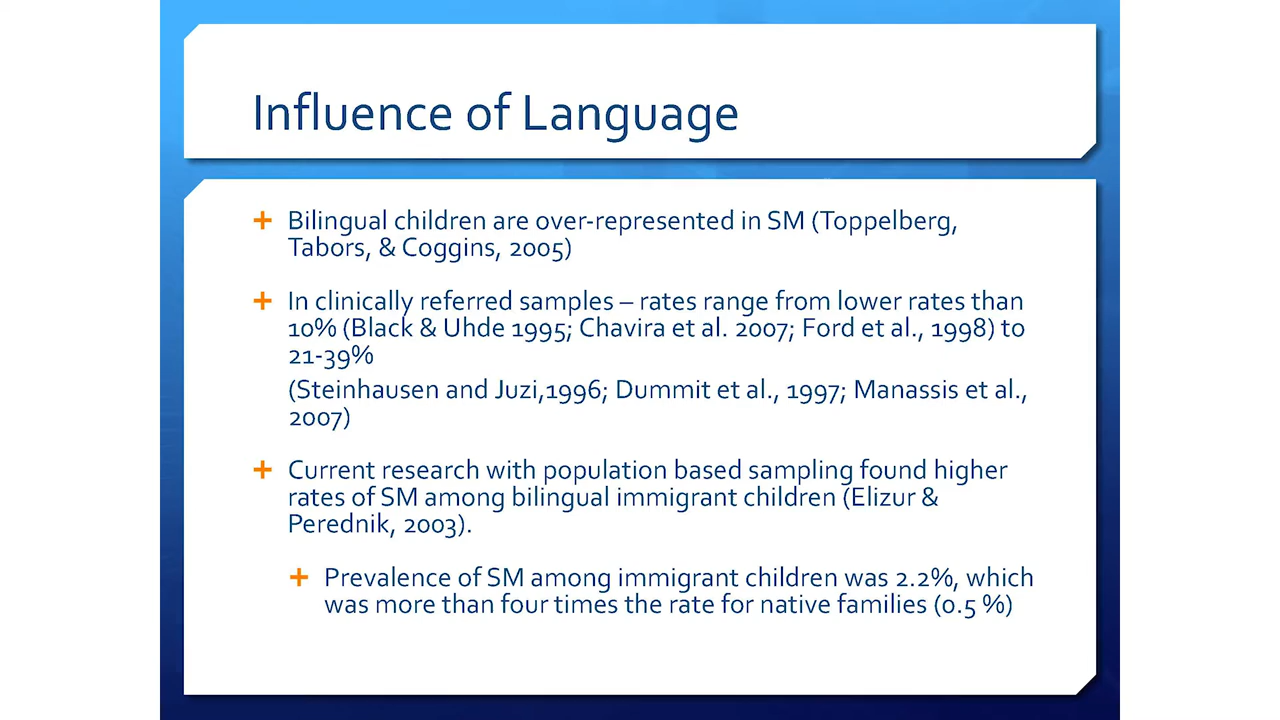 Influence of Language
Bilingual children are over-represented in SM (Toppelberg,
Tabors, & Coggins, 2005)
In clinically referred samples – rates range from lower rates than
10% (Black & Uhde 1995; Chavira et al. 2007; Ford et al., 1998) to
21-39%
(Steinhausen and Juzi,1996; Dummit et al., 1997; Manassis et al.,
2007)
Current research with population based sampling found higher
rates of SM among bilingual immigrant children (Elizur &
Perednik, 2003).
Prevalence of SM among immigrant children was 2.2%, which
was more than four times the rate for native families (0.5 %)